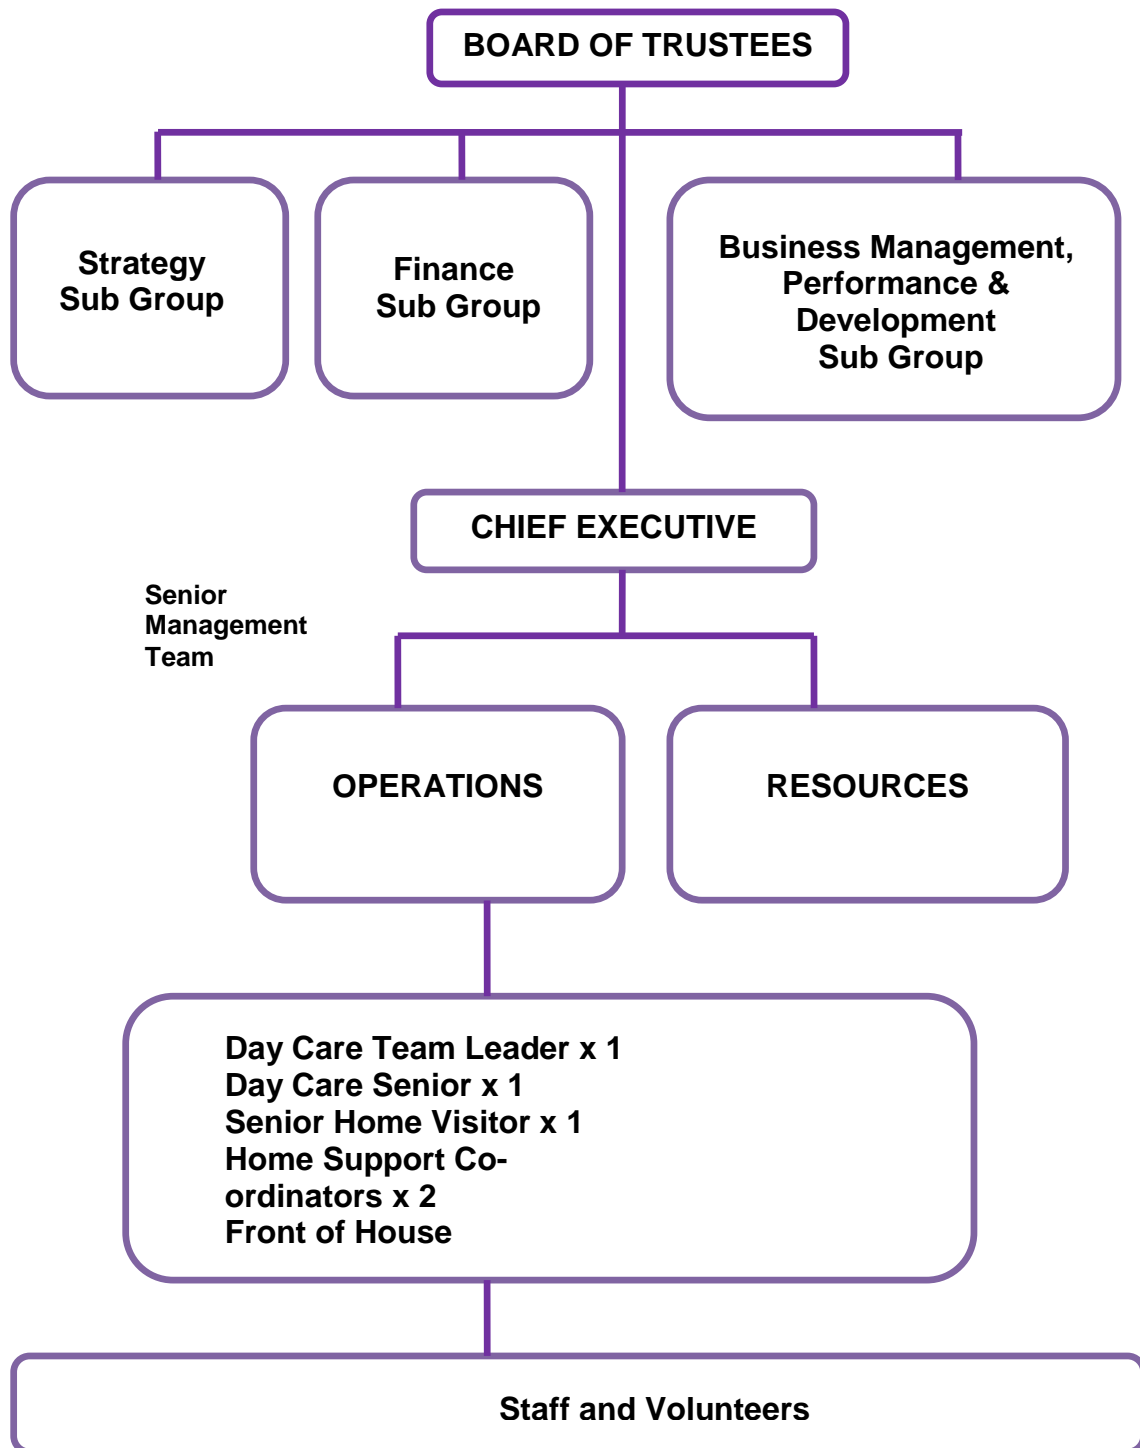 BOARD OF TRUSTEES
Strategy
Sub Group
Finance
Sub Group
Business Management,
Performance &
Development
Sub Group
CHIEF EXECUTIVE
Senior
Management
Team
OPERATIONS
RESOURCES
Day Care Team Leader x 1
Day Care Senior x 1
Senior Home Visitor x 1
Home Support Co-
ordinators x 2
Front of House
Staff and Volunteers